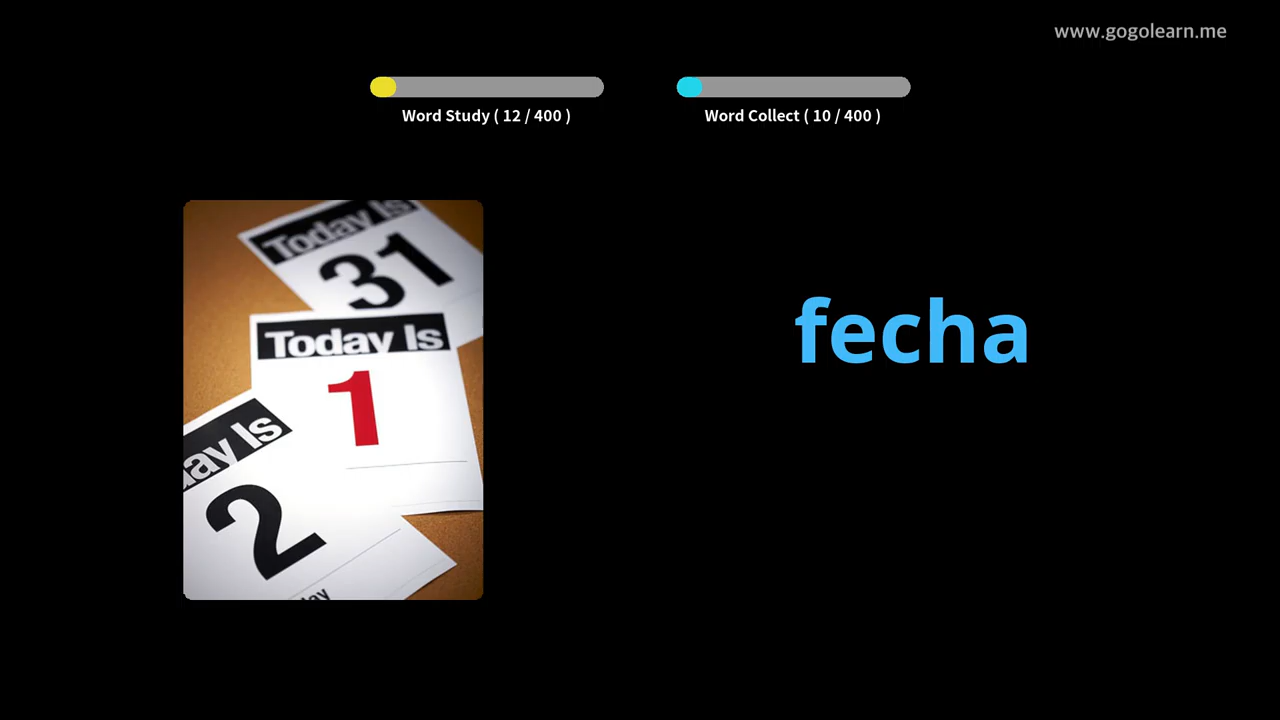 www.gogolearn.me
Word Study ( 12 / 400 )
Word Collect ( 10 / 400 )
Today Is
31
Today Is
1
ay Is
2
ay
fecha